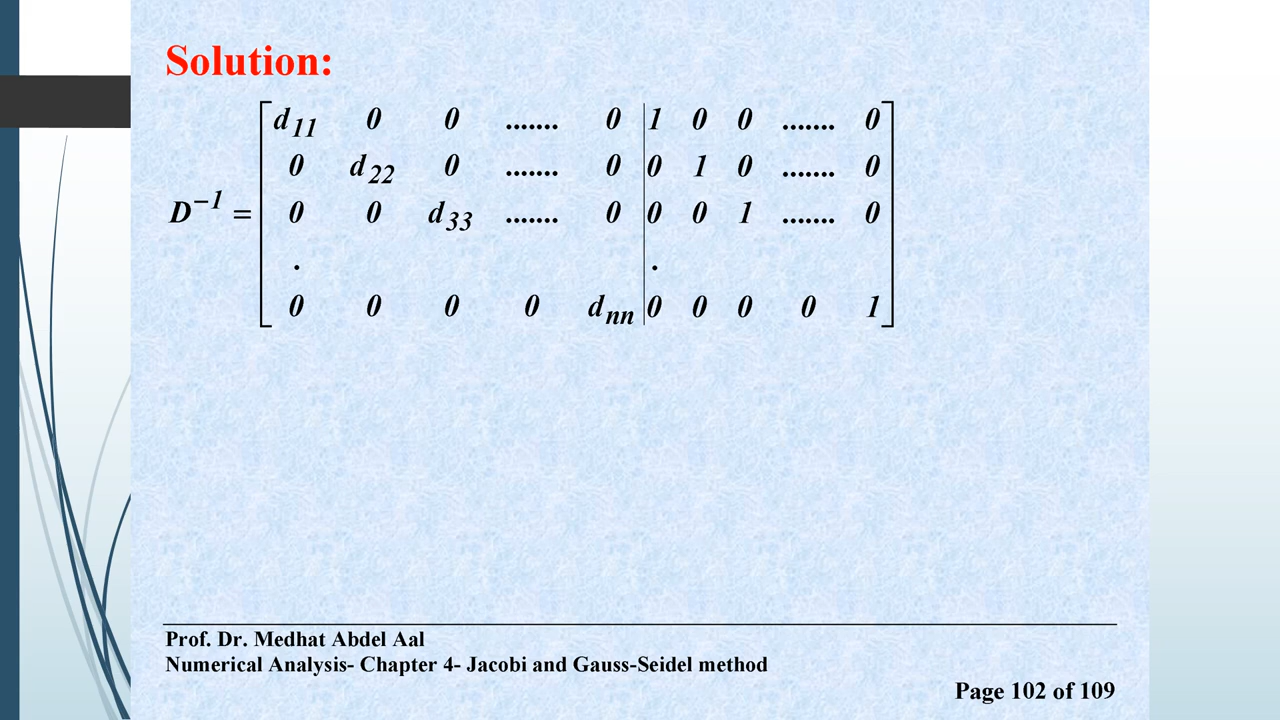 Solution:
d11 0 0 ....... 0 1 0 0 ....... 0
0 d22 0 ....... 0 0 1 0 ....... 0
D−1 = 0 0 d33 ....... 0 0 0 1 ....... 0
. .
0 0 0 0 dnn 0 0 0 0 1
Prof. Dr. Medhat Abdel Aal
Numerical Analysis- Chapter 4- Jacobi and Gauss-Seidel method
Page 102 of 109